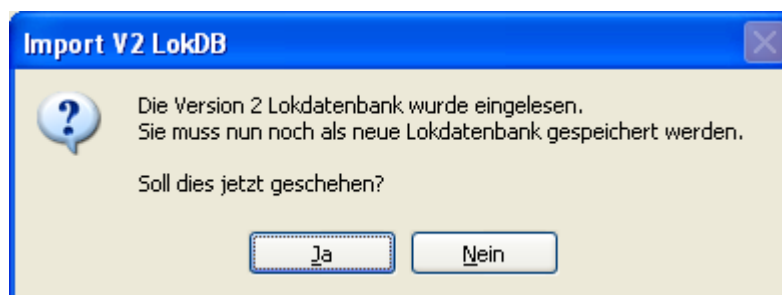 Import V2 LokDB
Die Version 2 Lokdatenbank wurde eingelesen.
Sie muss nun noch als neue Lokdatenbank gespeichert werden.
Soll dies jetzt geschehen?
Ja
Nein